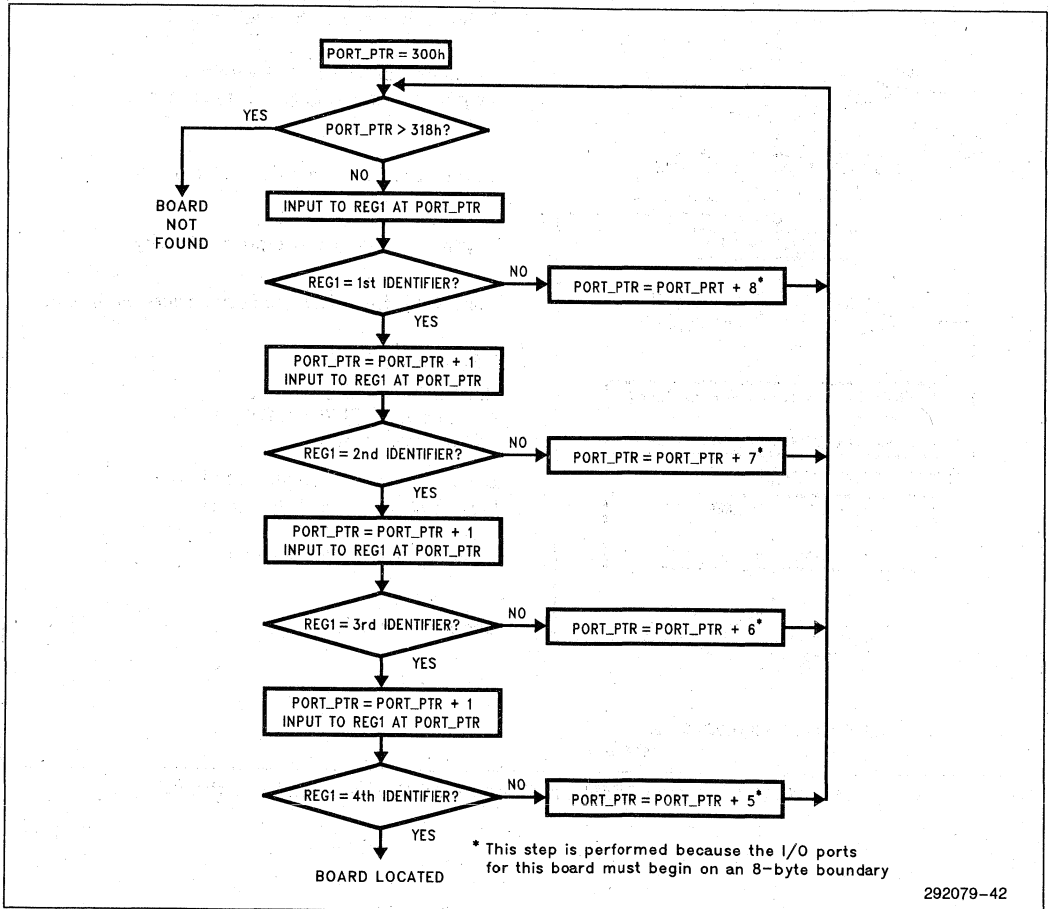 PORT_PTR = 300h
YES
PORT_PTR > 318h?
NO
BOARD
NOT
FOUND
INPUT TO REG1 AT PORT_PTR
REG1 = 1st IDENTIFIER?
NO
PORT_PTR = PORT_PRT + 8*
YES
PORT_PTR = PORT_PTR + 1
INPUT TO REG1 AT PORT_PTR
REG1 = 2nd IDENTIFIER?
NO
PORT_PTR = PORT_PTR + 7*
YES
PORT_PTR = PORT_PTR + 1
INPUT TO REG1 AT PORT_PTR
REG1 = 3rd IDENTIFIER?
NO
PORT_PTR = PORT_PTR + 6*
YES
PORT_PTR = PORT_PTR + 1
INPUT TO REG1 AT PORT_PTR
REG1 = 4th IDENTIFIER?
NO
PORT_PTR = PORT_PTR + 5*
YES
BOARD LOCATED
* This step is performed because the I/O ports
for this board must begin on an 8-byte boundary
292079-42